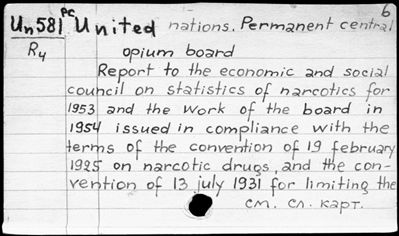 6
Un581 PC United nations. Permanent central
R4 opium board
Report to the economic and social
council on statistics of narcotics for
1953 and the work of the board in
1954 issued in compliance with the
terms of the convention of 19 february
1925 on narcotic drugs, and the con-
vention of 13 july 1931 for limiting the
см. сл. карт.